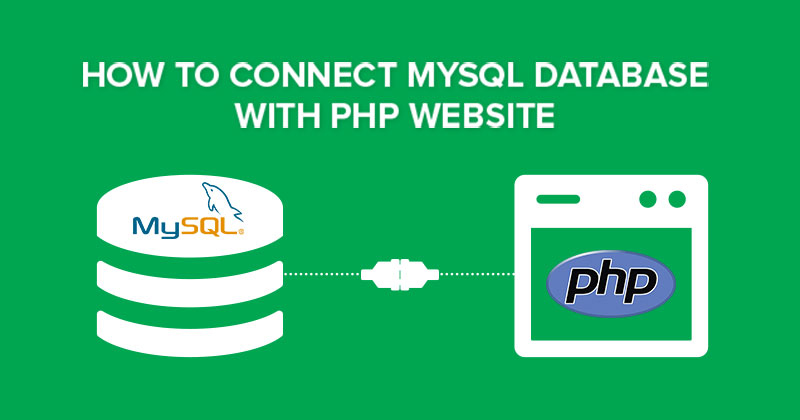 HOW TO CONNECT MYSQL DATABASE
WITH PHP WEBSITE
MySQL®
php